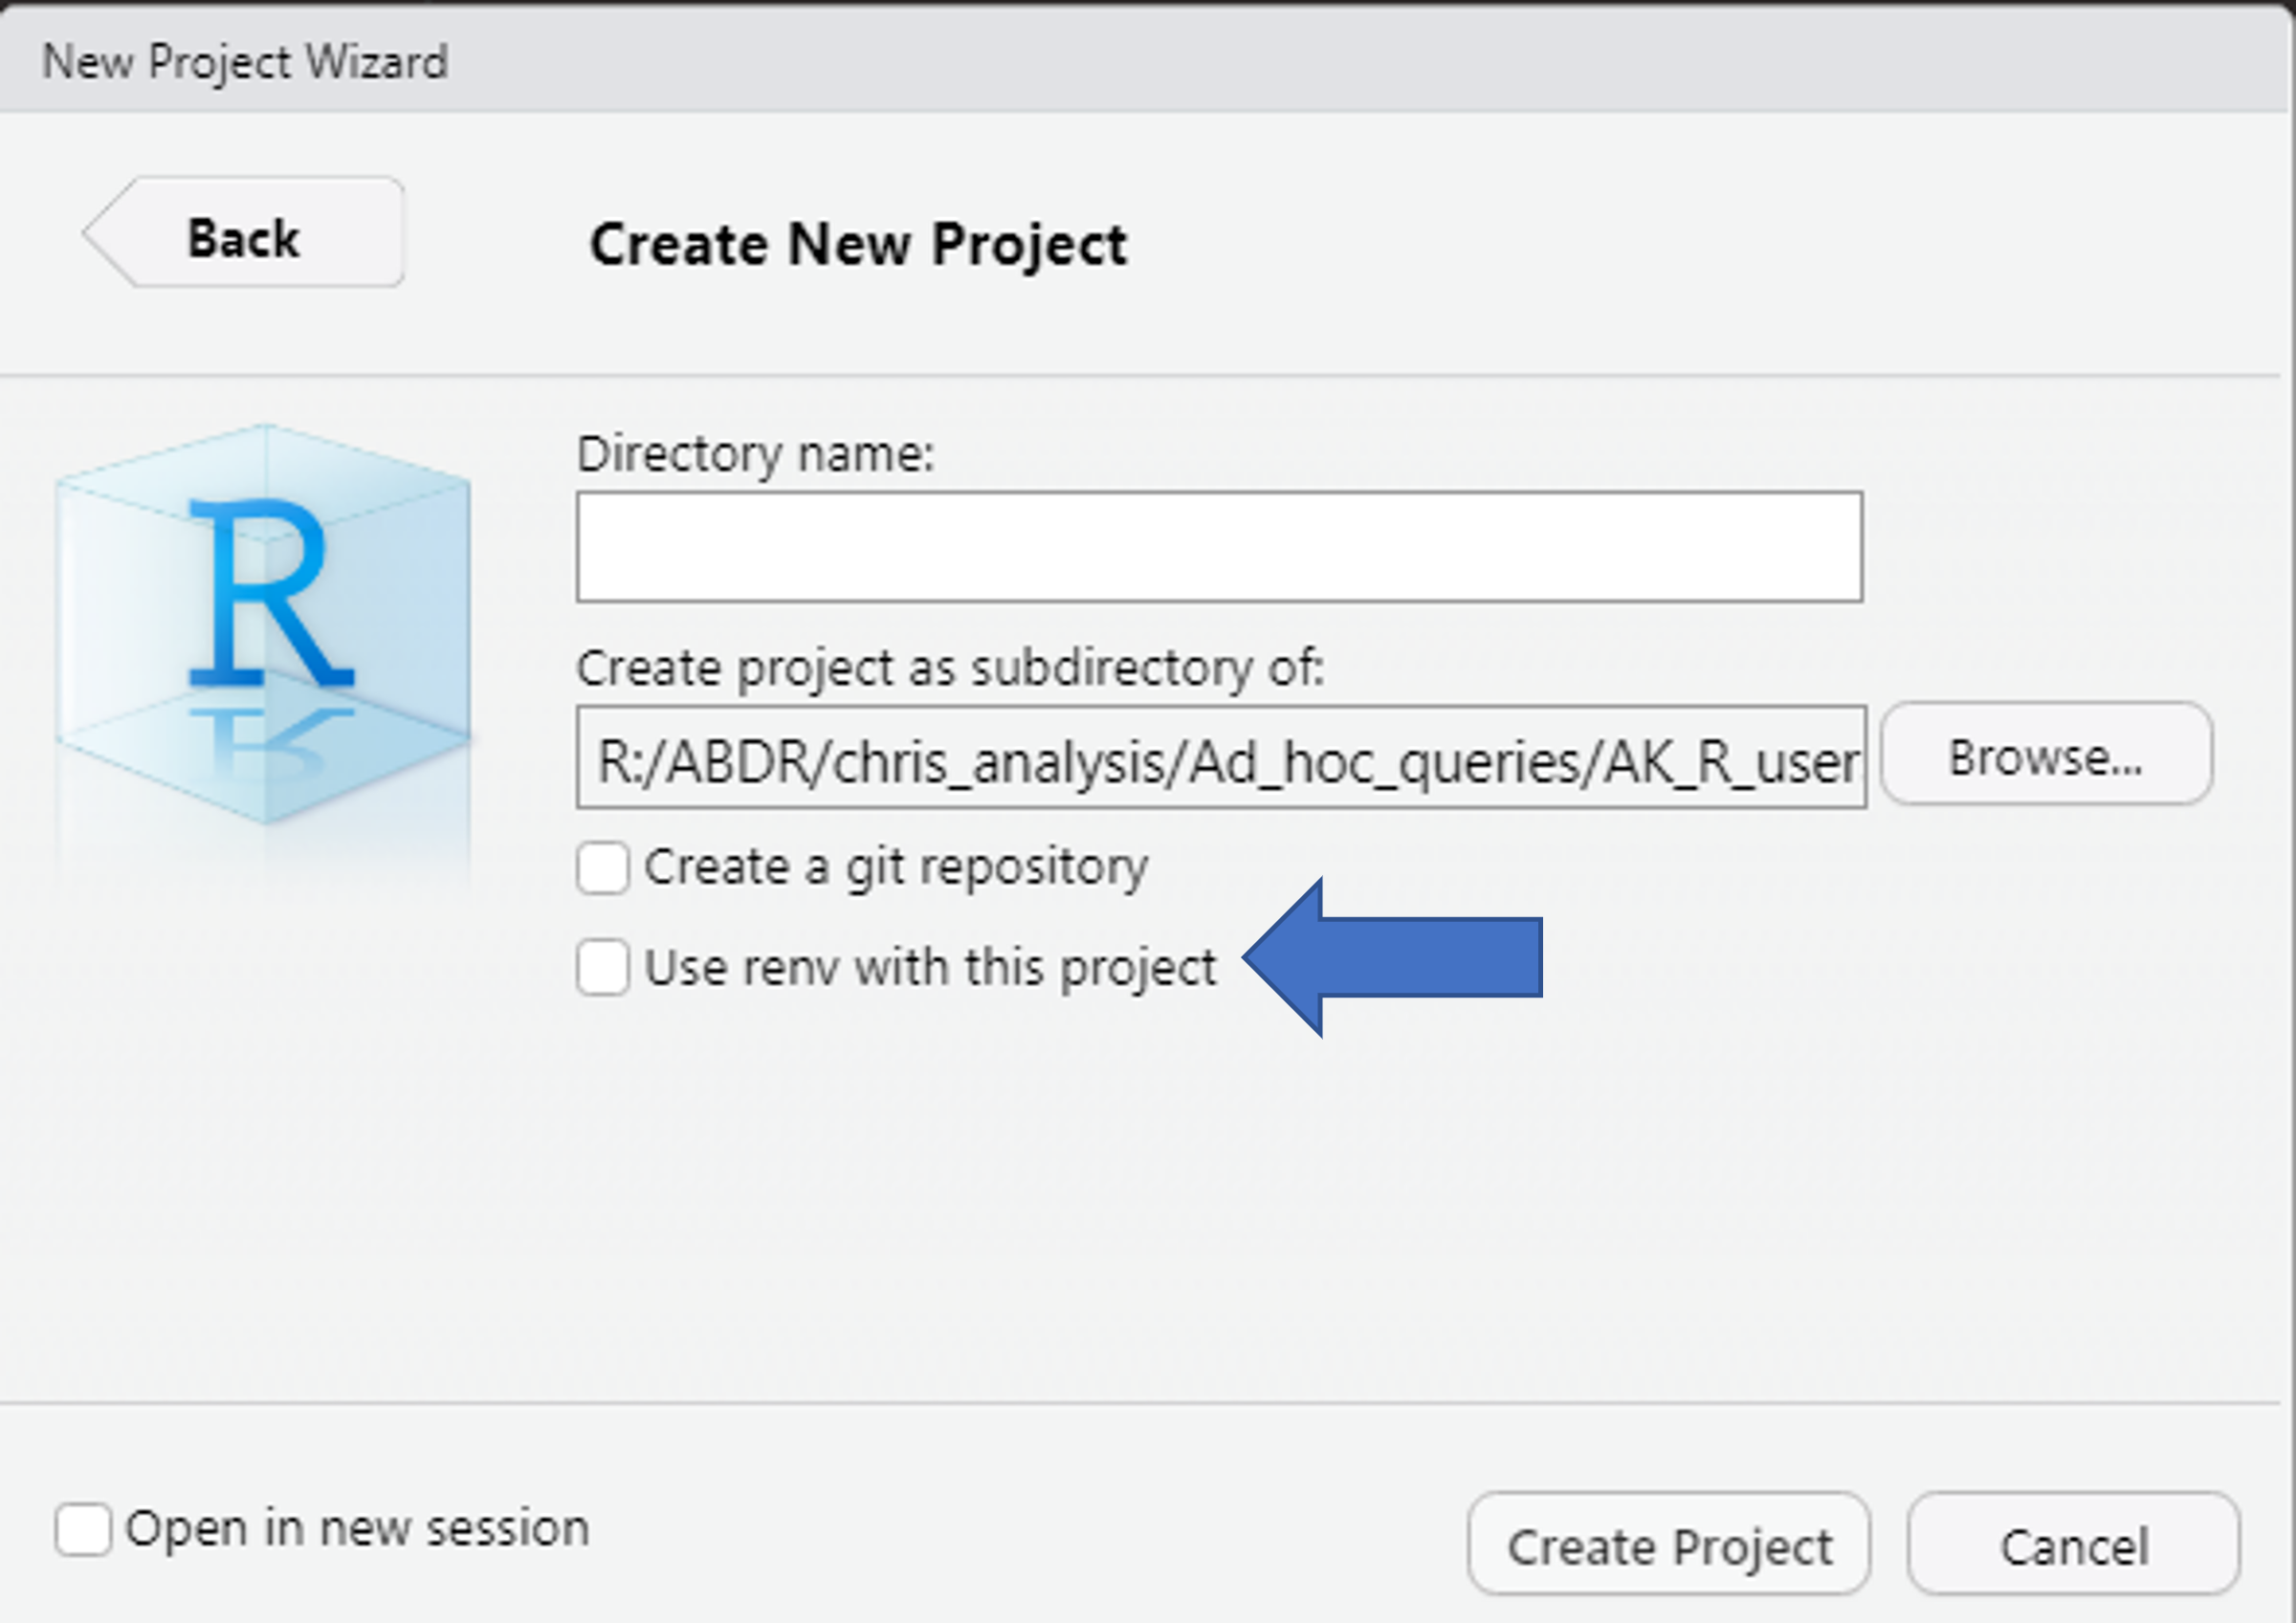 New Project Wizard
Back
Create New Project
R
Directory name:
Create project as subdirectory of:
R:/ABDR/chris_analysis/Ad_hoc_queries/AK_R_user
Browse...
Create a git repository
Use renv with this project
Open in new session
Create Project
Cancel